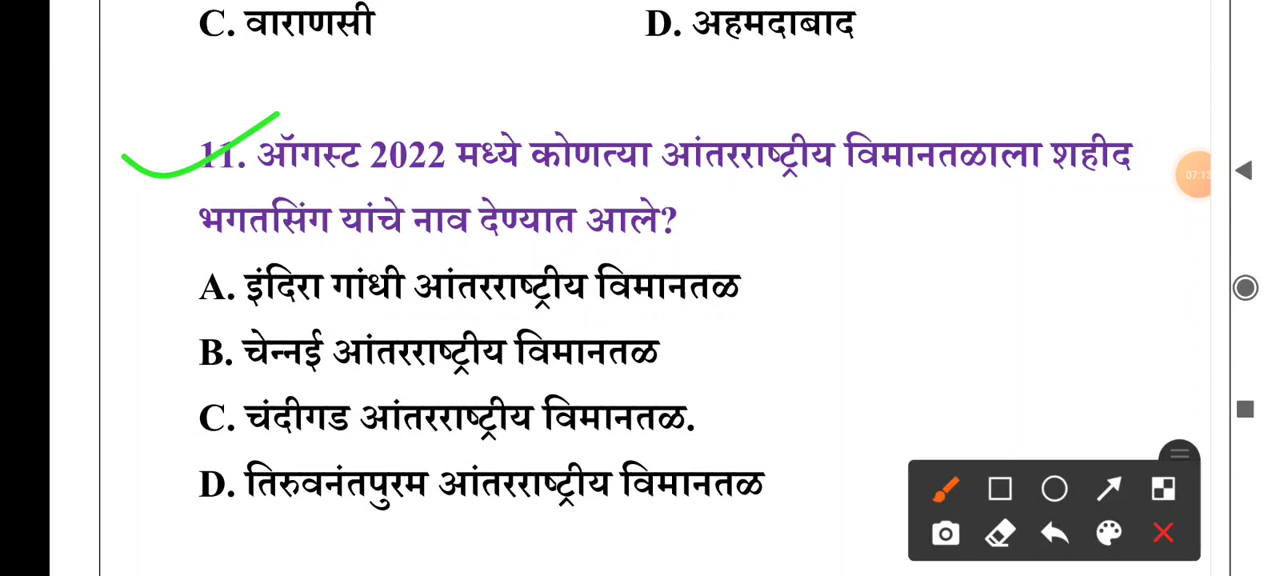 C. वाराणसी D. अहमदाबाद
11. ऑगस्ट 2022 मध्ये कोणत्या आंतरराष्ट्रीय विमानतळाला शहीद
भगतसिंग यांचे नाव देण्यात आले?
A. इंदिरा गांधी आंतरराष्ट्रीय विमानतळ
B. चेन्नई आंतरराष्ट्रीय विमानतळ
C. चंदीगड आंतरराष्ट्रीय विमानतळ.
D. तिरुवनंतपुरम आंतरराष्ट्रीय विमानतळ